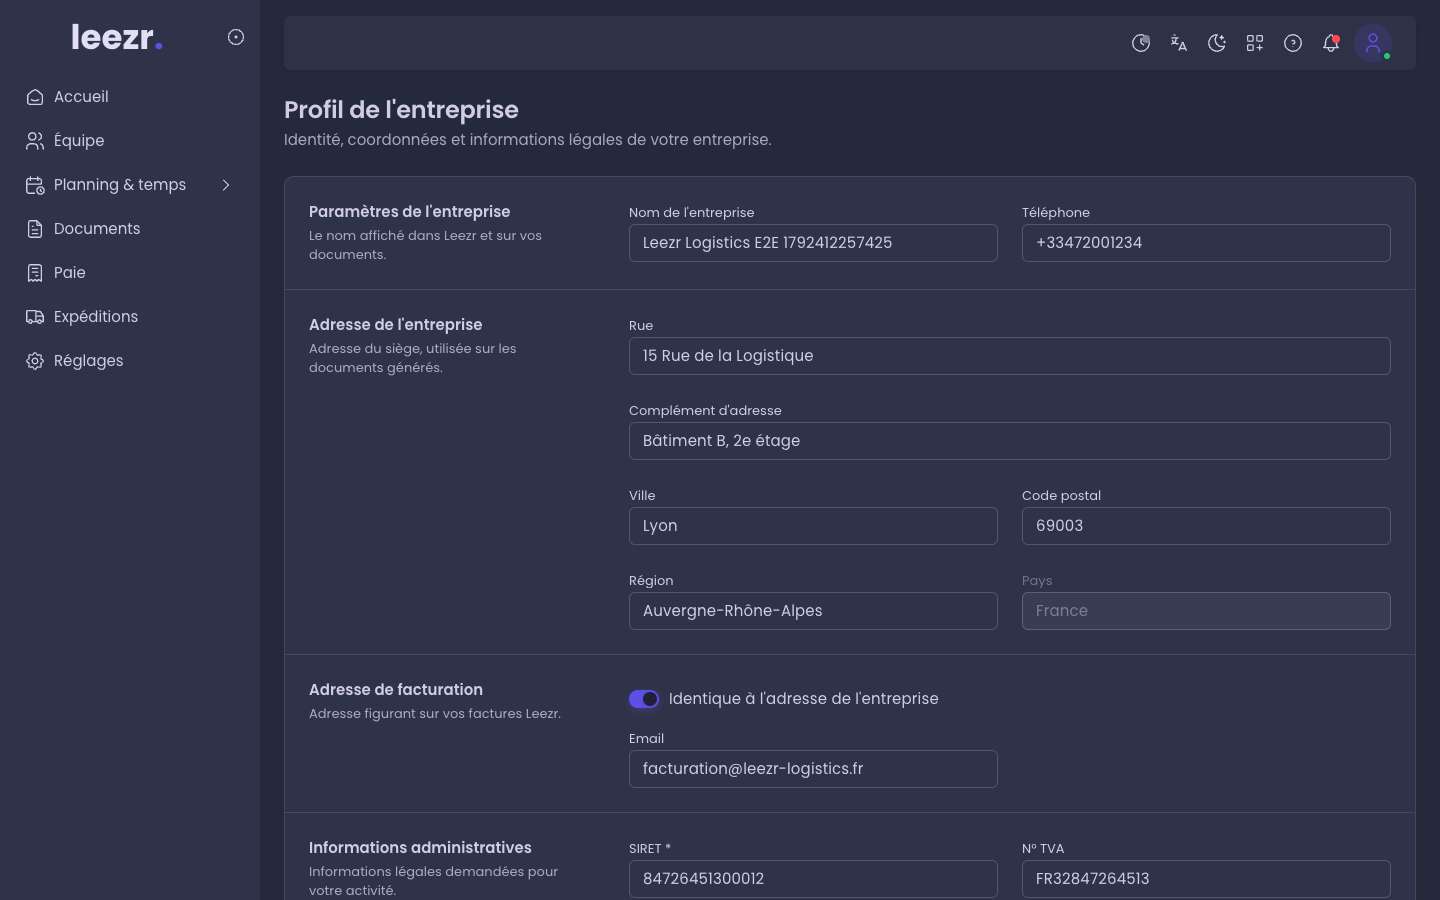 leezr.
Accueil
Équipe
Planning & temps
Documents
Paie
Expéditions
Réglages
Profil de l'entreprise
Identité, coordonnées et informations légales de votre entreprise.
Paramètres de l'entreprise
Le nom affiché dans Leezr et sur vos
documents.
Nom de l'entreprise
Leezr Logistics E2E 1792412257425
Téléphone
+33472001234
Adresse de l'entreprise
Adresse du siège, utilisée sur les
documents générés.
Rue
15 Rue de la Logistique
Complément d'adresse
Bâtiment B, 2e étage
Ville
Lyon
Code postal
69003
Région
Auvergne-Rhône-Alpes
Pays
France
Adresse de facturation
Adresse figurant sur vos factures Leezr.
Identique à l'adresse de l'entreprise
Email
facturation@leezr-logistics.fr
Informations administratives
Informations légales demandées pour
votre activité.
SIRET *
84726451300012
N° TVA
FR32847264513